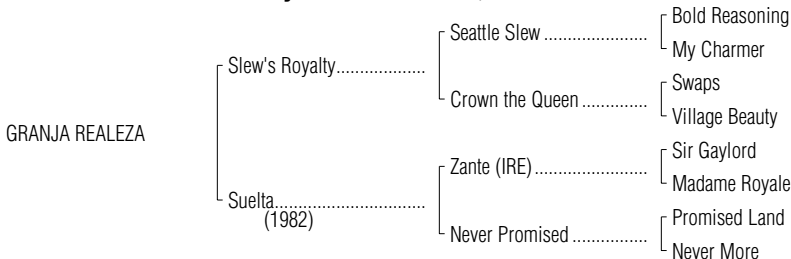 Bold Reasoning
Seattle Slew ........................
My Charmer
Slew's Royalty...................
Swaps
Crown the Queen ...............
Village Beauty
GRANJA REALEZA
Sir Gaylord
Zante (IRE) ..........................
Madame Royale
Suelta................................
(1982)
Promised Land
Never Promised .................
Never More